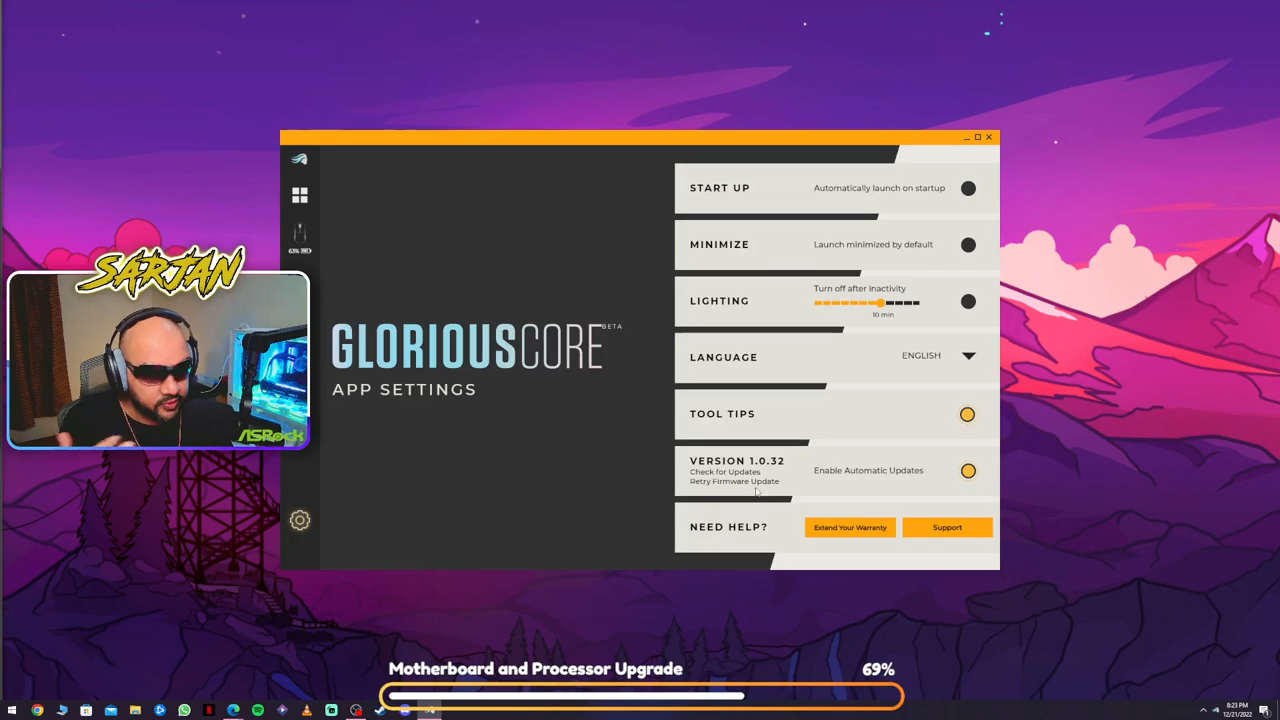 START UP
Automatically launch on startup
MINIMIZE
Launch minimized by default
63%
LIGHTING
Turn off after inactivity
10 min
SARJAN
GLORIOUSCORE
BETA
APP SETTINGS
LANGUAGE
ENGLISH
TOOL TIPS
ASRock
VERSION 1.0.32
Check for Updates
Retry Firmware Update
Enable Automatic Updates
NEED HELP?
Extend Your Warranty
Support
Motherboard and Processor Upgrade
69%
8:23 PM
12/21/2022